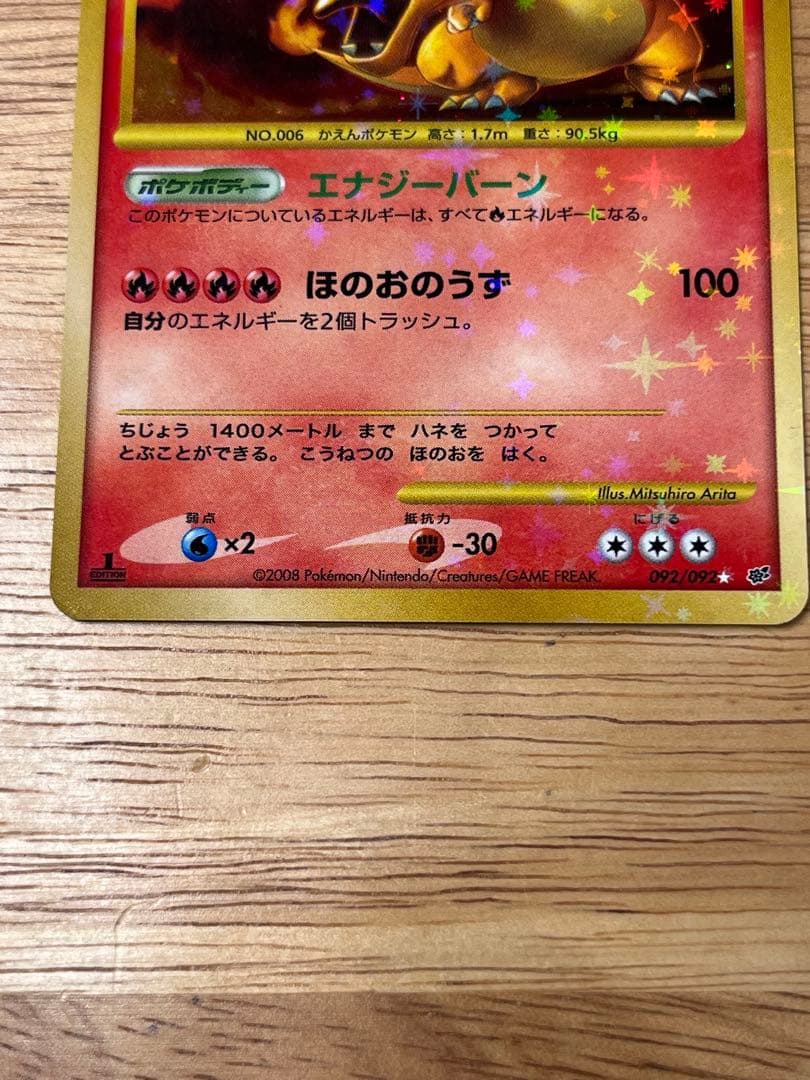 NO.006 かえんポケモン 高さ:1.7m 重さ:90.5kg
ポケボディー エナジーバーン
このポケモンについているエネルギーは、すべてエネルギーになる。
ほのおのうず 100
自分のエネルギーを2個トラッシュ。
ちじょう 1400メートル まで ハネを つかって
とぶことができる。 こうねつの ほのおを はく。
Illus.Mitsuhiro Arita
弱点 抵抗力 にげる
×2 -30
1 EDITION
©2008 Pokémon/Nintendo/Creatures/GAME FREAK. 092/092★